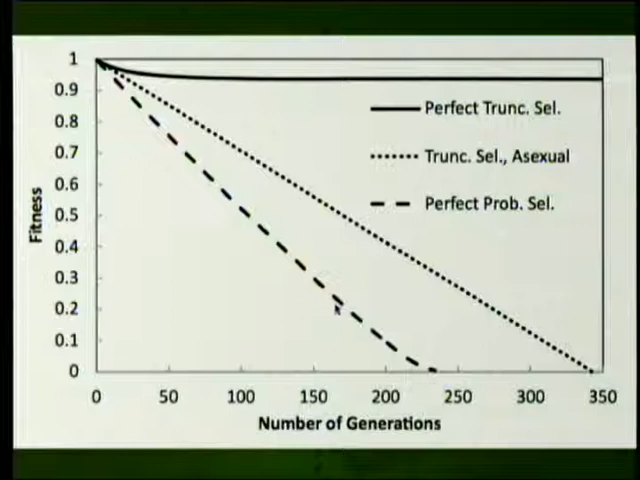 1
0.9
0.8
0.7
0.6
0.5
0.4
0.3
0.2
0.1
0
Fitness
Perfect Trunc. Sel.
Trunc. Sel., Asexual
Perfect Prob. Sel.
0 50 100 150 200 250 300 350
Number of Generations